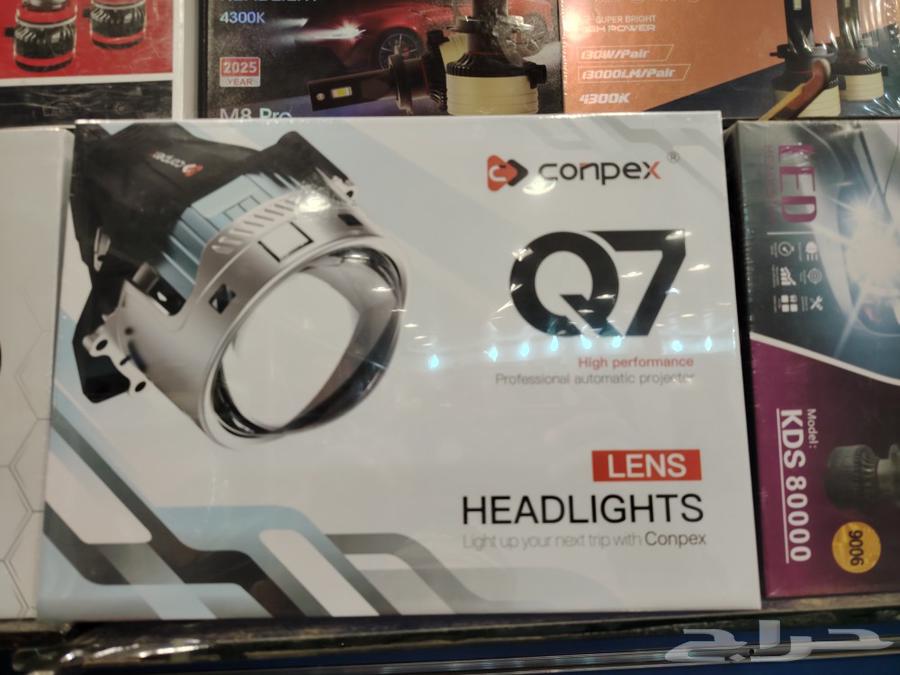 4300K
2025
YEAR
M8 Pro
SUPER BRIGHT
HIGH POWER
130W/Pair
13000LM/Pair
4300K
conpex
conpex®
Q7
High performance
Professional automatic projector
LENS
HEADLIGHTS
Light up your next trip with Conpex
LED
Model:
KDS 80000
9006
حراج